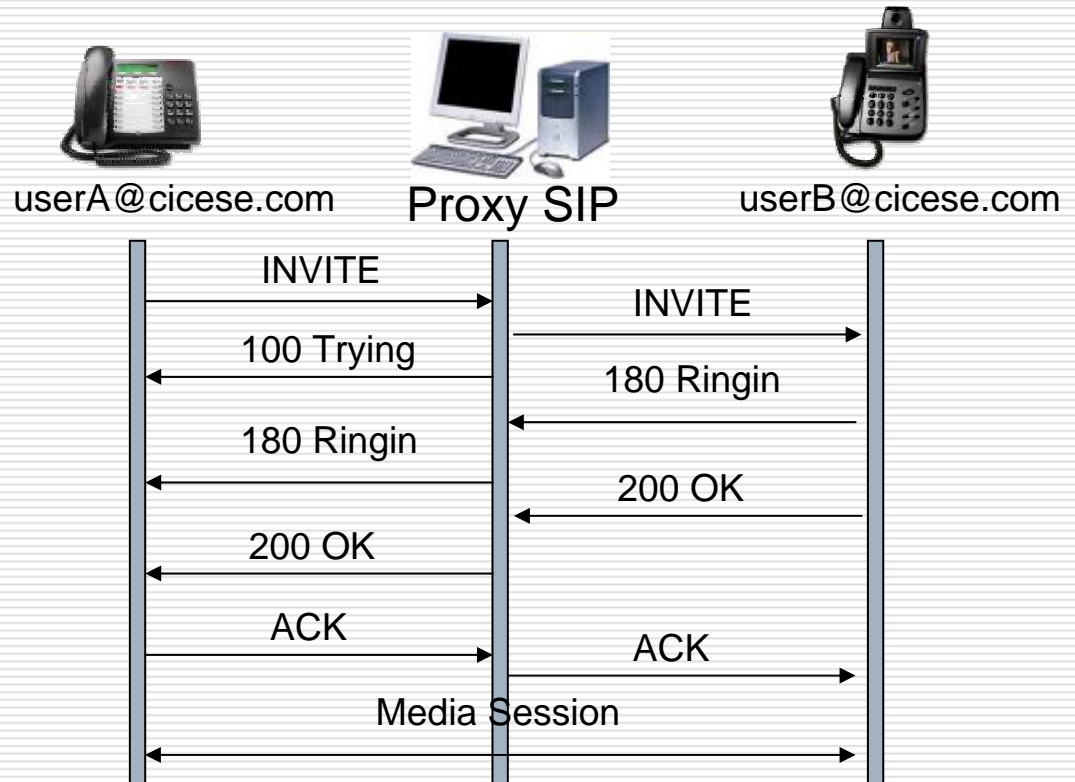 userA@cicese.com
Proxy SIP
userB@cicese.com
INVITE
INVITE
100 Trying
180 Ringin
180 Ringin
200 OK
200 OK
ACK
ACK
Media Session